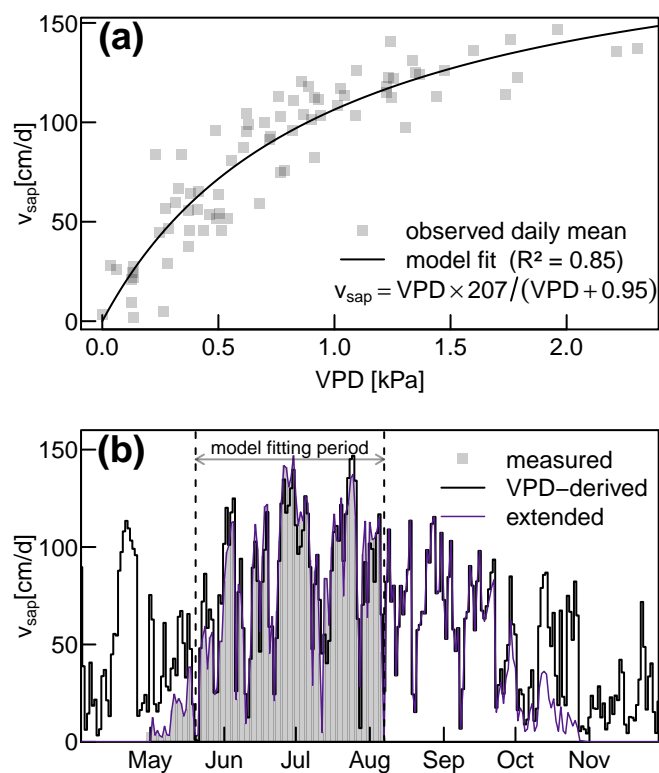 (a)
150
100
50
0
v_sap[cm/d]
observed daily mean
model fit (R² = 0.85)
v_sap = VPD × 207/(VPD + 0.95)
0.0 0.5 1.0 1.5 2.0
VPD [kPa]
(b)
model fitting period
150
100
50
0
v_sap[cm/d]
measured
VPD−derived
extended
May Jun Jul Aug Sep Oct Nov